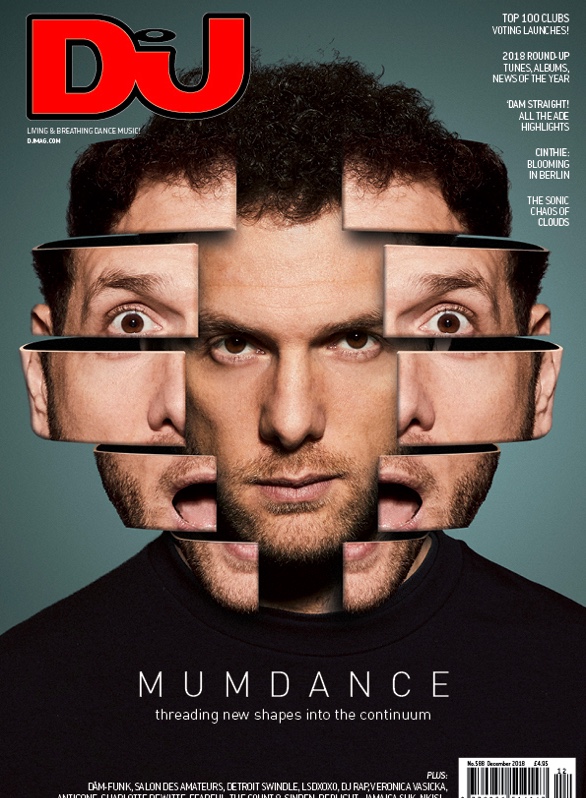 DJ
LIVING & BREATHING DANCE MUSIC!
DJMAG.COM
TOP 100 CLUBS
VOTING LAUNCHES!
2018 ROUND-UP
TUNES, ALBUMS,
NEWS OF THE YEAR
'DAM STRAIGHT!
ALL THE ADE
HIGHLIGHTS
CINTHIE:
BLOOMING
IN BERLIN
THE SONIC
CHAOS OF
CLOUDS
MUMDANCE
threading new shapes into the continuum
PLUS:
DÂM-FUNK, SALON DES AMATEURS, DETROIT SWINDLE, LSDXOXO, DJ RAP, VERONICA VASICKA,
No.588 December 2018 £4.95
12